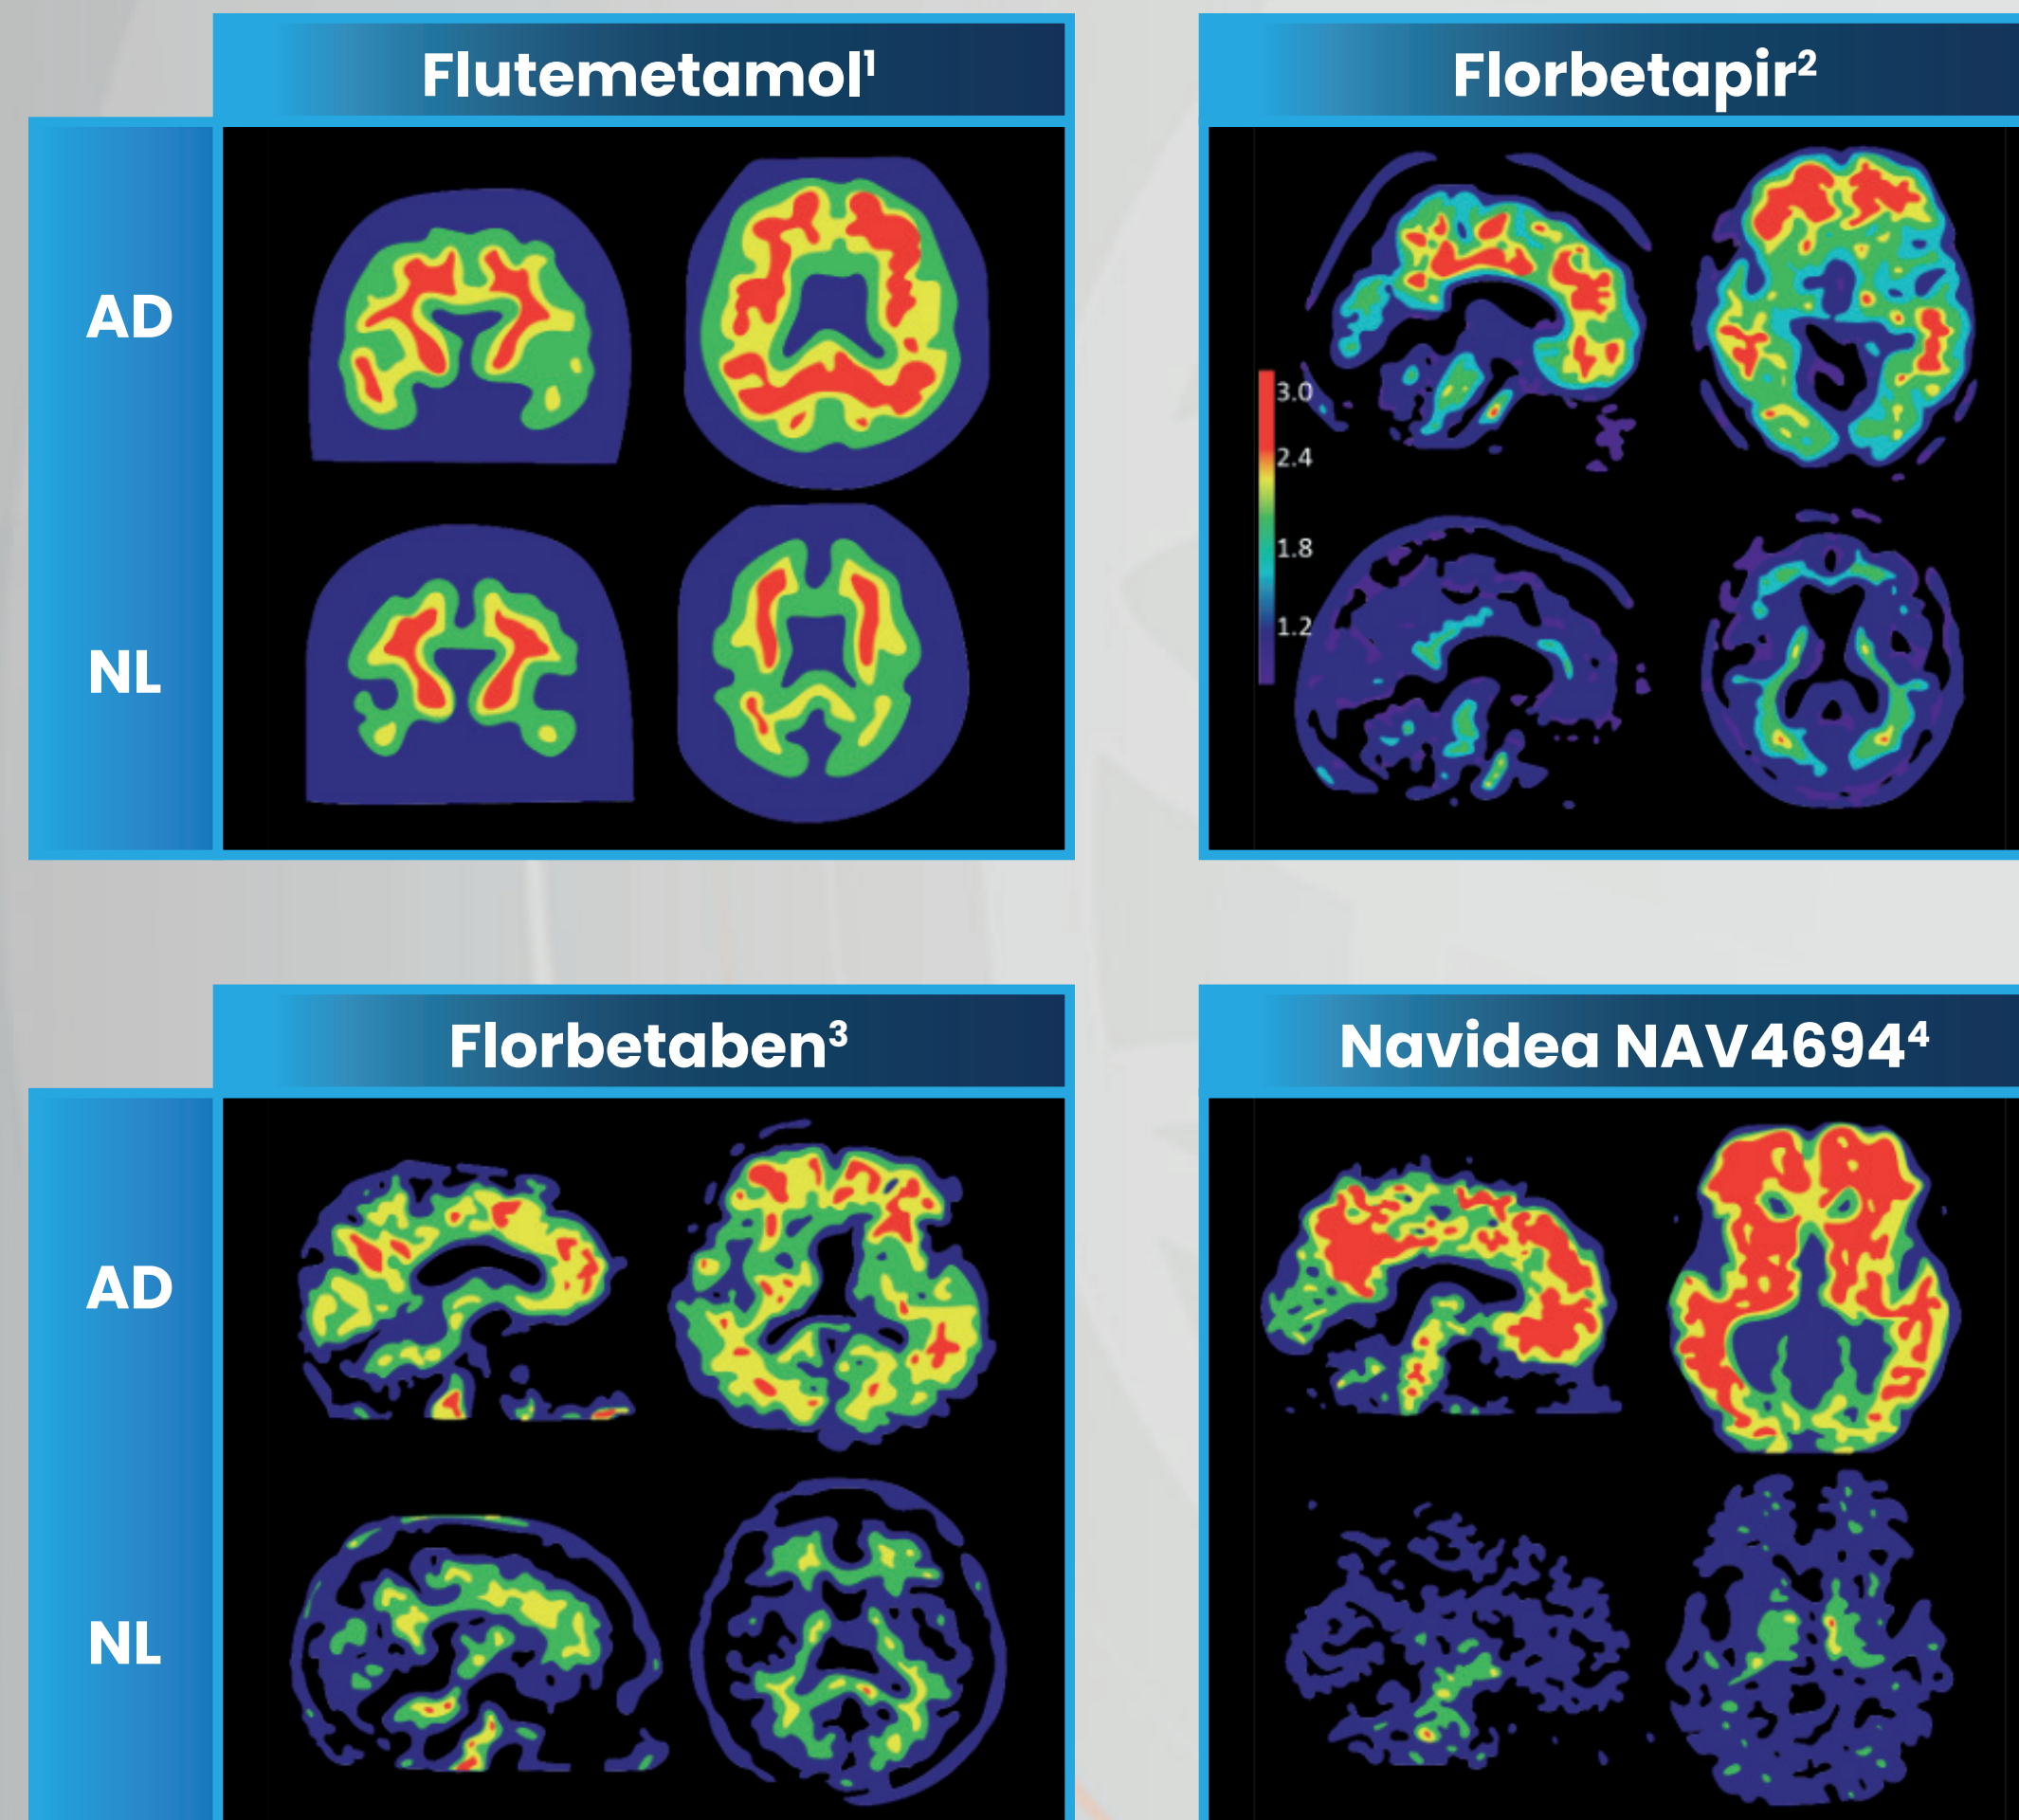 Flutemetamol¹
Florbetapir²
AD
NL
3.0
2.4
1.8
1.2
Florbetaben³
Navidea NAV4694⁴
AD
NL